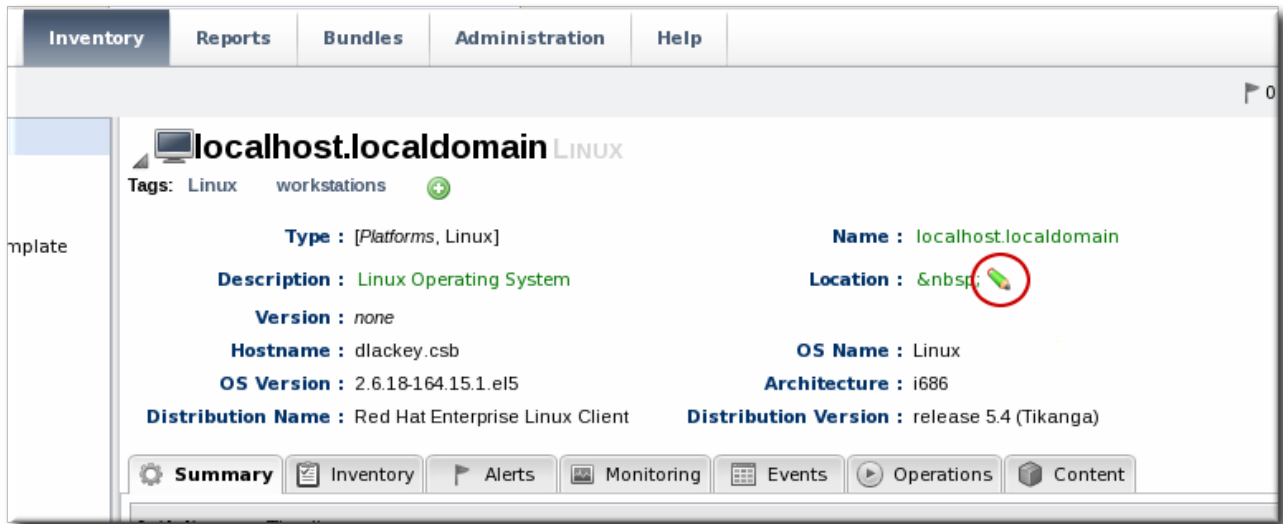 Inventory Reports Bundles Administration Help
0
localhost.localdomain LINUX
Tags: Linux workstations
mplate
Type : [Platforms, Linux] Name : localhost.localdomain
Description : Linux Operating System Location : &nbsp;
Version : none
Hostname : dlackey.csb OS Name : Linux
OS Version : 2.6.18-164.15.1.el5 Architecture : i686
Distribution Name : Red Hat Enterprise Linux Client Distribution Version : release 5.4 (Tikanga)
Summary Inventory Alerts Monitoring Events Operations Content